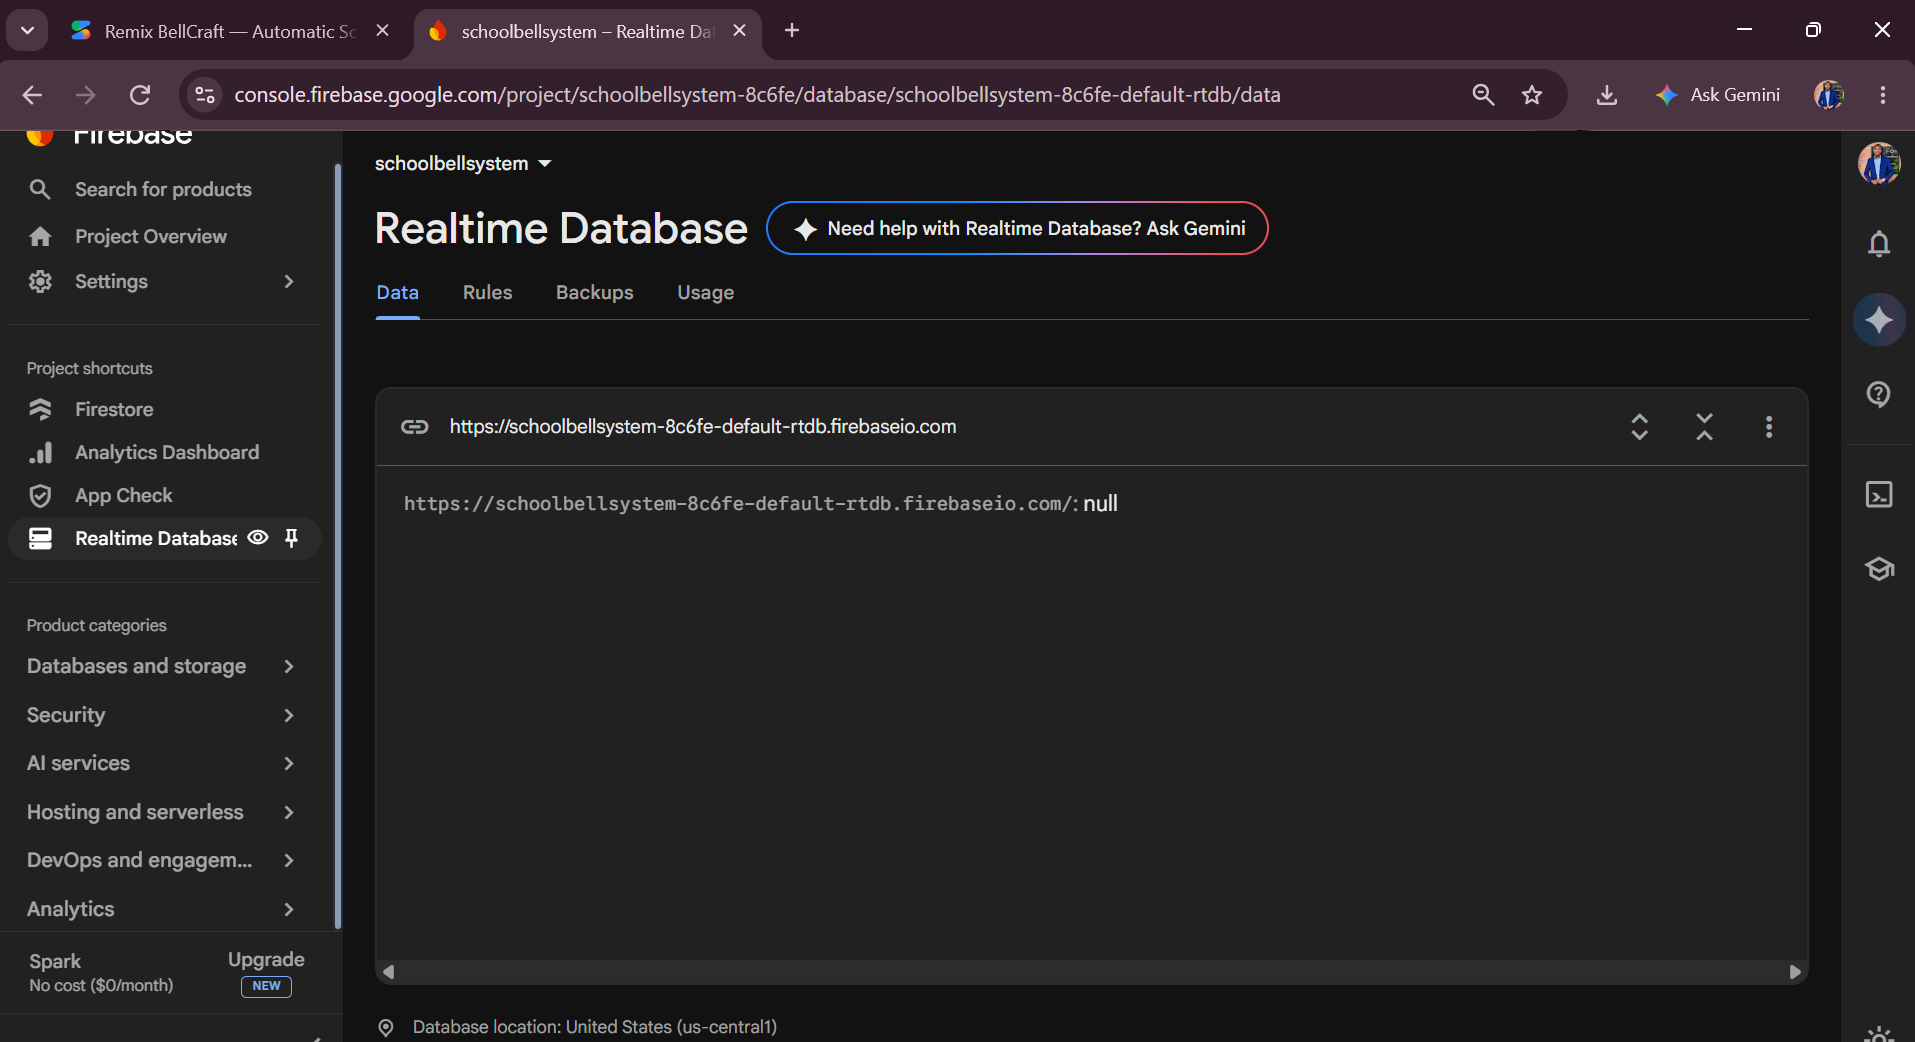 Remix BellCraft — Automatic Sc
schoolbellsystem – Realtime Dat
console.firebase.google.com/project/schoolbellsystem-8c6fe/database/schoolbellsystem-8c6fe-default-rtdb/data
Ask Gemini
Firebase
Search for products
Project Overview
Settings
Project shortcuts
Firestore
Analytics Dashboard
App Check
Realtime Database
Product categories
Databases and storage
Security
AI services
Hosting and serverless
DevOps and engagem...
Analytics
Spark
No cost ($0/month)
Upgrade
NEW
schoolbellsystem
Realtime Database
Need help with Realtime Database? Ask Gemini
Data
Rules
Backups
Usage
https://schoolbellsystem-8c6fe-default-rtdb.firebaseio.com
https://schoolbellsystem-8c6fe-default-rtdb.firebaseio.com/: null
Database location: United States (us-central1)